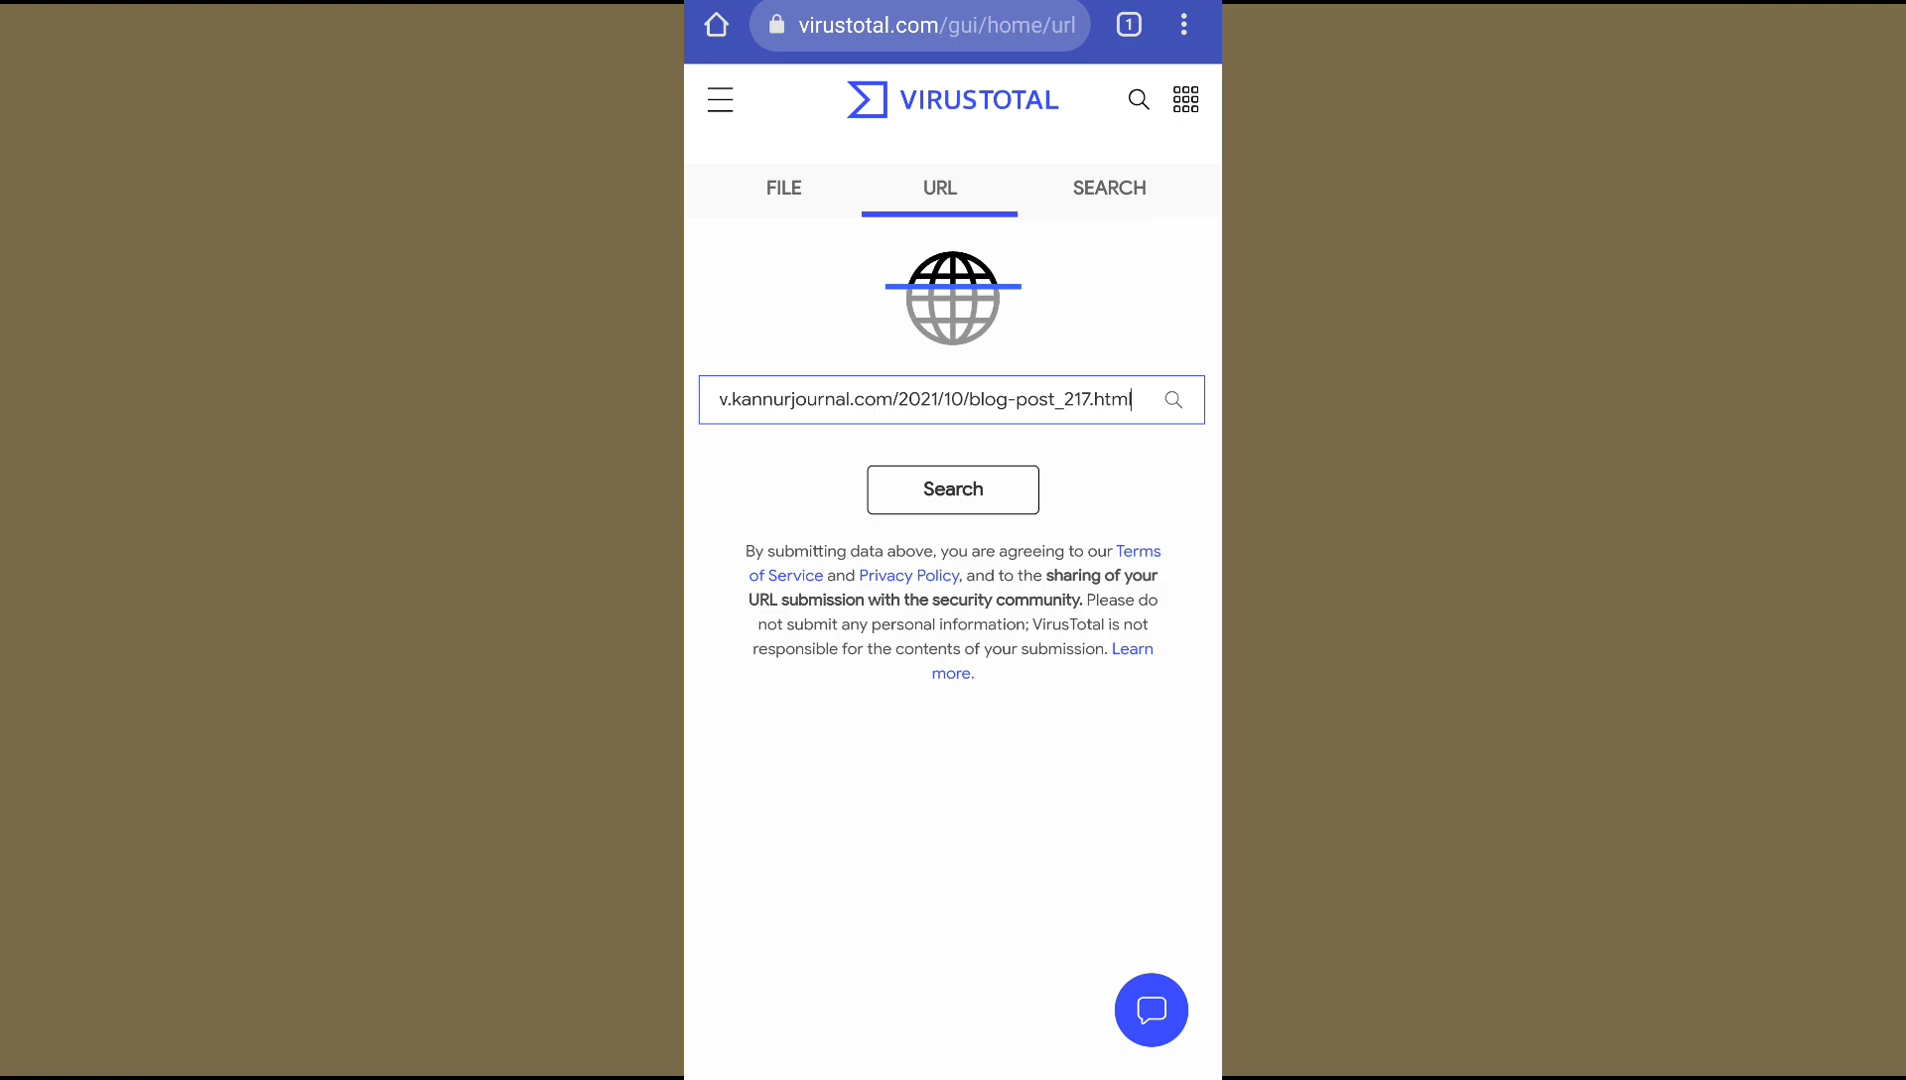 virustotal.com/gui/home/url
1
VIRUSTOTAL
FILE
URL
SEARCH
v.kannurjournal.com/2021/10/blog-post_217.html
Search
By submitting data above, you are agreeing to our Terms
of Service and Privacy Policy, and to the sharing of your
URL submission with the security community. Please do
not submit any personal information; VirusTotal is not
responsible for the contents of your submission. Learn
more.